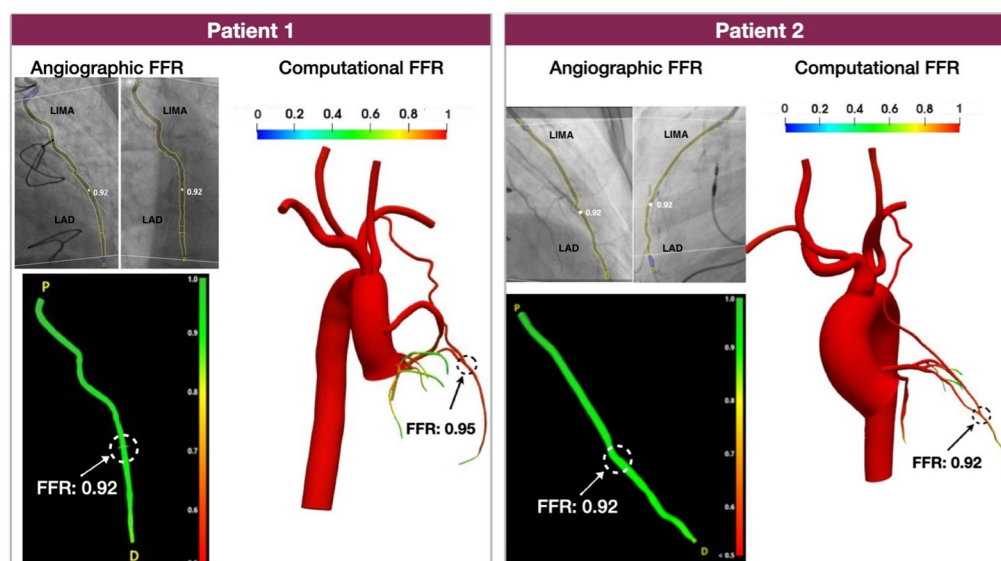 Patient 1
Angiographic FFR
Computational FFR
LIMA
LIMA
0 0.2 0.4 0.6 0.8 1
0.92
0.92
LAD
LAD
P
1.0
0.9
0.8
0.7
0.6
FFR: 0.92
D
FFR: 0.95
Patient 2
Angiographic FFR
Computational FFR
0 0.2 0.4 0.6 0.8 1
LIMA
LIMA
0.92
0.92
LAD
LAD
P
1.0
0.9
0.8
0.7
0.6
< 0.5
FFR: 0.92
D
FFR: 0.92